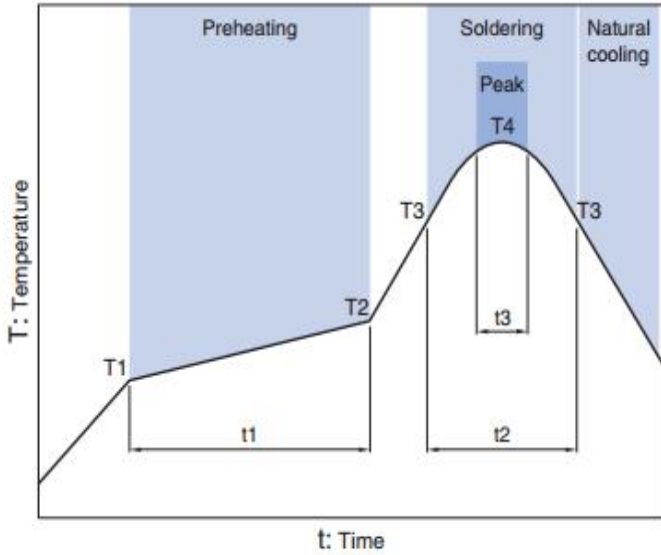 Preheating
Soldering
Natural
cooling
Peak
T4
T3
T3
T2
t3
T1
t1
t2
T: Temperature
t: Time